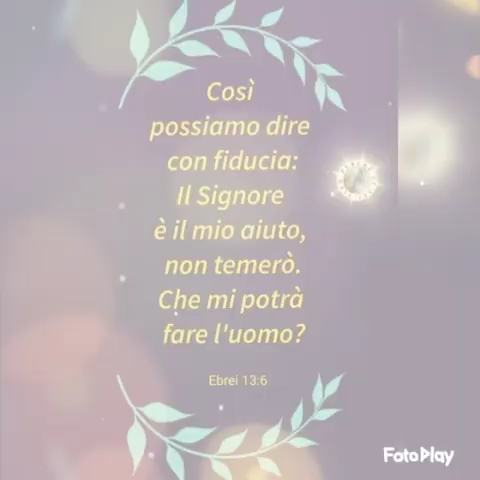 Così
possiamo dire
con fiducia:
Il Signore
è il mio aiuto,
non temerò.
Che mi potrà
fare l'uomo?
Ebrei 13:6
FotoPlay